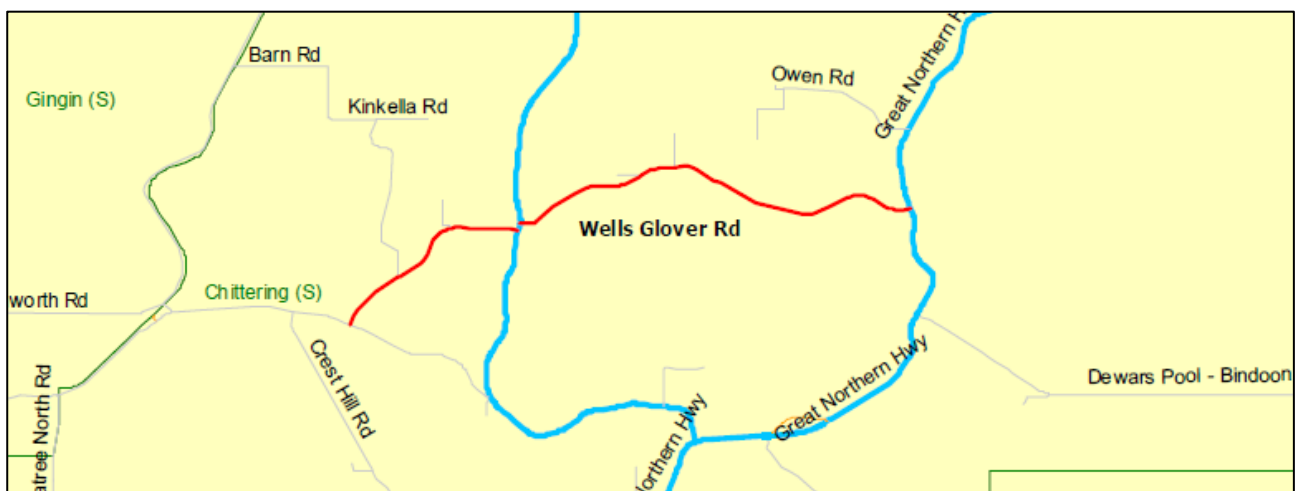 Great Northern H
Barn Rd
Owen Rd
Gingin (S)
Kinkella Rd
Wells Glover Rd
Chittering (S)
worth Rd
Crest Hill Rd
Great Northern Hwy
Dewars Pool - Bindoon
atree North Rd
Northern Hwy